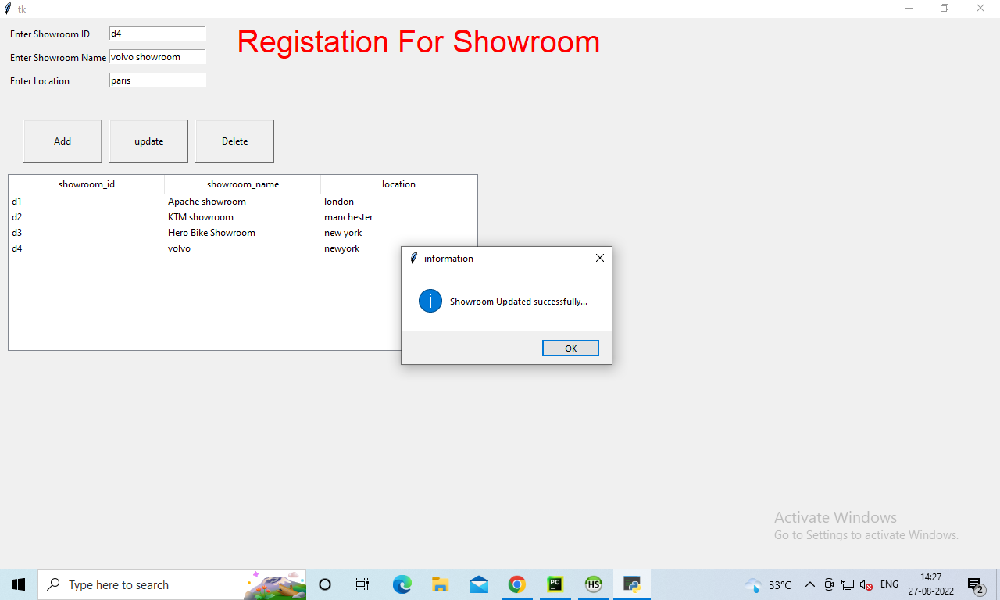 tk
Enter Showroom ID d4
Registation For Showroom
Enter Showroom Name volvo showroom
Enter Location paris
Add update Delete
showroom_id showroom_name location
d1 Apache showroom london
d2 KTM showroom manchester
d3 Hero Bike Showroom new york
d4 volvo newyork
information
i
Showroom Updated successfully...
OK
Activate Windows
Go to Settings to activate Windows.
Type here to search
PC
HS
33°C
ENG
14:27
27-08-2022
2